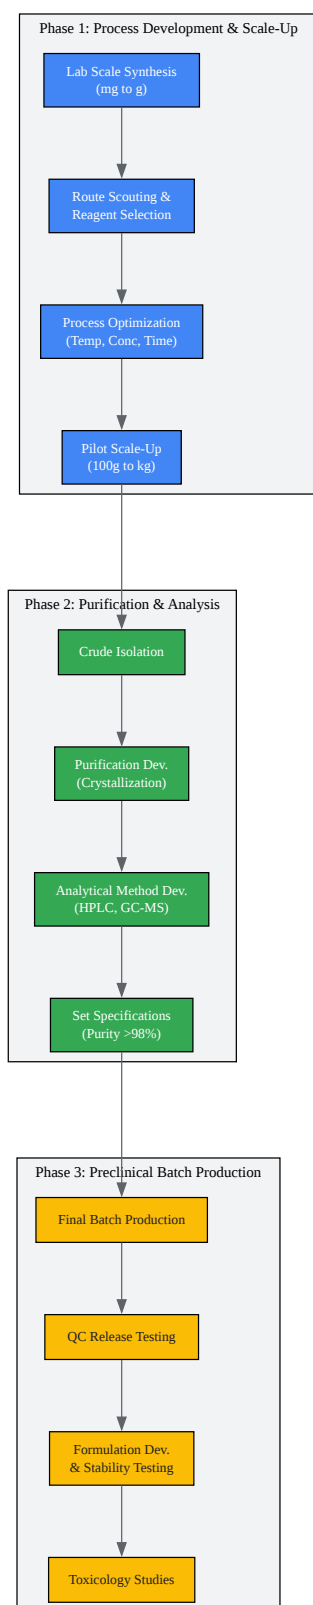 Phase 1: Process Development & Scale-Up
Lab Scale Synthesis
(mg to g)
Route Scouting &
Reagent Selection
Process Optimization
(Temp, Conc, Time)
Pilot Scale-Up
(100g to kg)
Phase 2: Purification & Analysis
Crude Isolation
Purification Dev.
(Crystallization)
Analytical Method Dev.
(HPLC, GC-MS)
Set Specifications
(Purity >98%)
Phase 3: Preclinical Batch Production
Final Batch Production
QC Release Testing
Formulation Dev.
& Stability Testing
Toxicology Studies